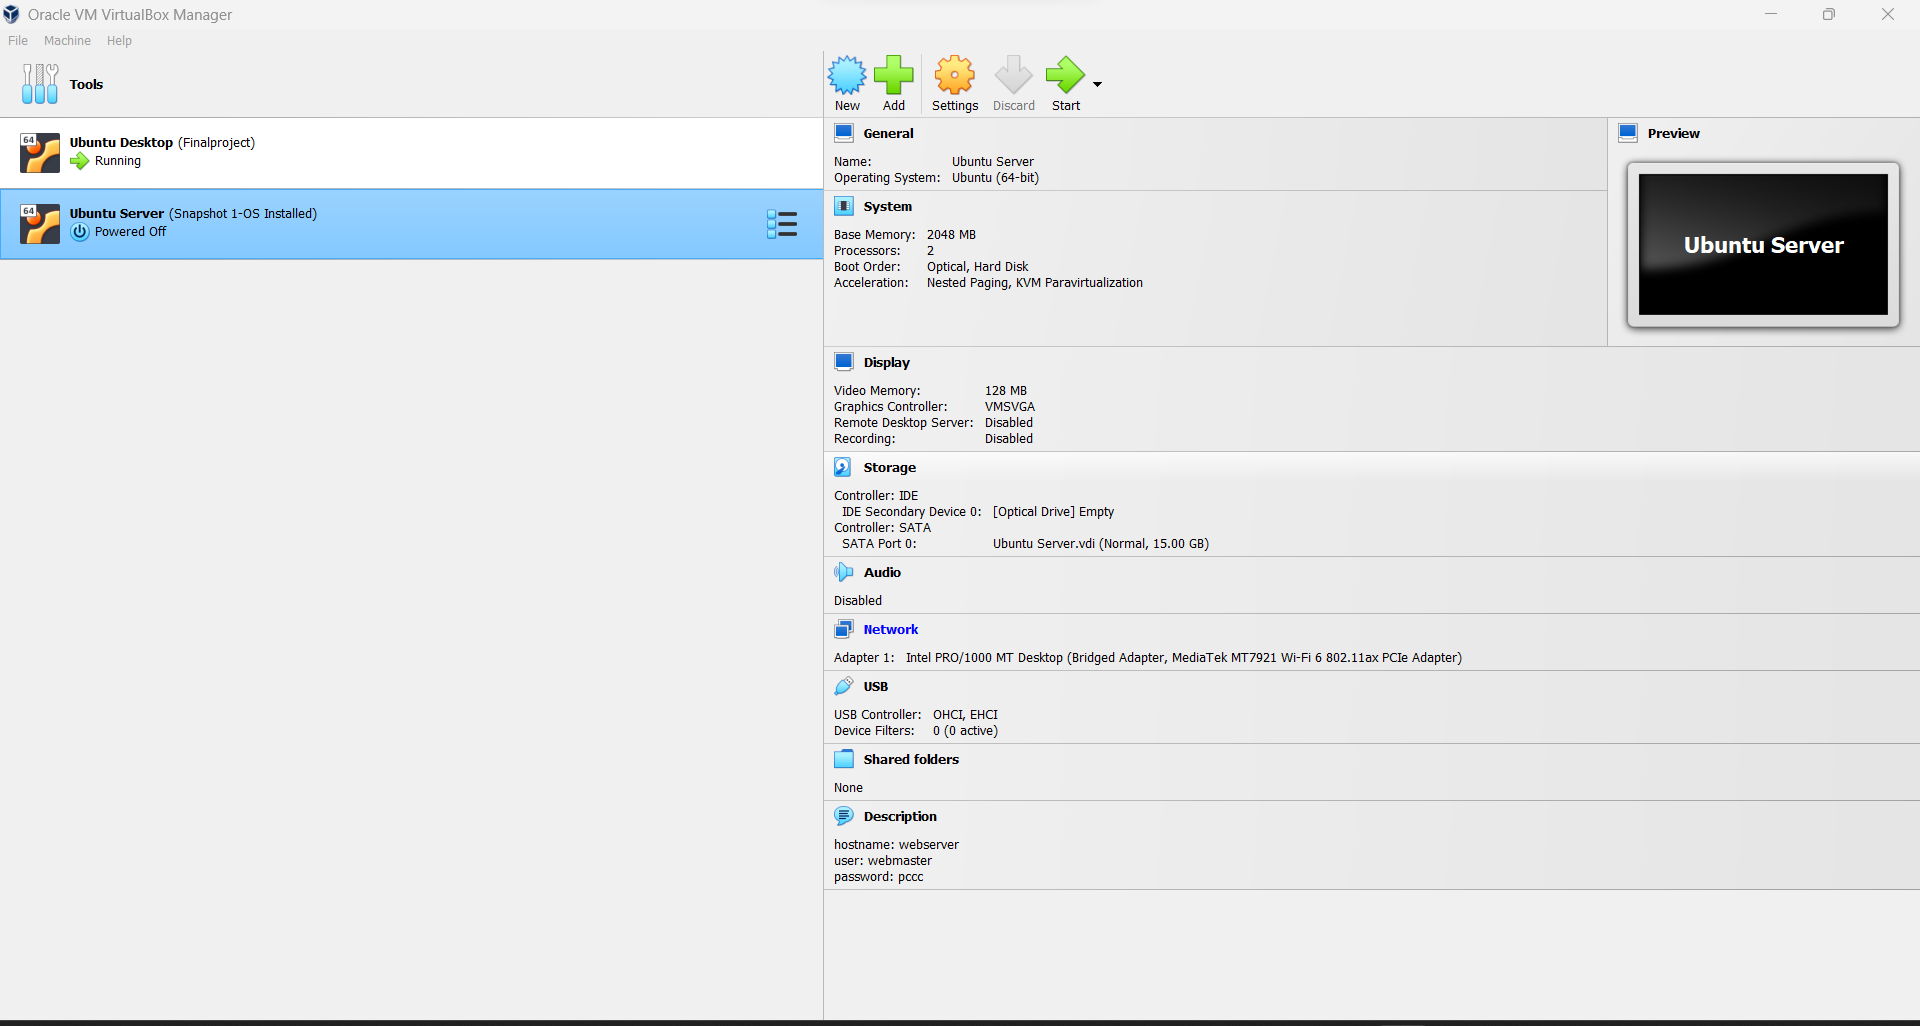 Oracle VM VirtualBox Manager
File Machine Help
Tools
64
Ubuntu Desktop (Finalproject)
Running
64
Ubuntu Server (Snapshot 1-OS Installed)
Powered Off
New Add Settings Discard Start
General
Name: Ubuntu Server
Operating System: Ubuntu (64-bit)
System
Base Memory: 2048 MB
Processors: 2
Boot Order: Optical, Hard Disk
Acceleration: Nested Paging, KVM Paravirtualization
Preview
Ubuntu Server
Display
Video Memory: 128 MB
Graphics Controller: VMSVGA
Remote Desktop Server: Disabled
Recording: Disabled
Storage
Controller: IDE
IDE Secondary Device 0: [Optical Drive] Empty
Controller: SATA
SATA Port 0: Ubuntu Server.vdi (Normal, 15.00 GB)
Audio
Disabled
Network
Adapter 1: Intel PRO/1000 MT Desktop (Bridged Adapter, MediaTek MT7921 Wi-Fi 6 802.11ax PCIe Adapter)
USB
USB Controller: OHCI, EHCI
Device Filters: 0 (0 active)
Shared folders
None
Description
hostname: webserver
user: webmaster
password: pccc